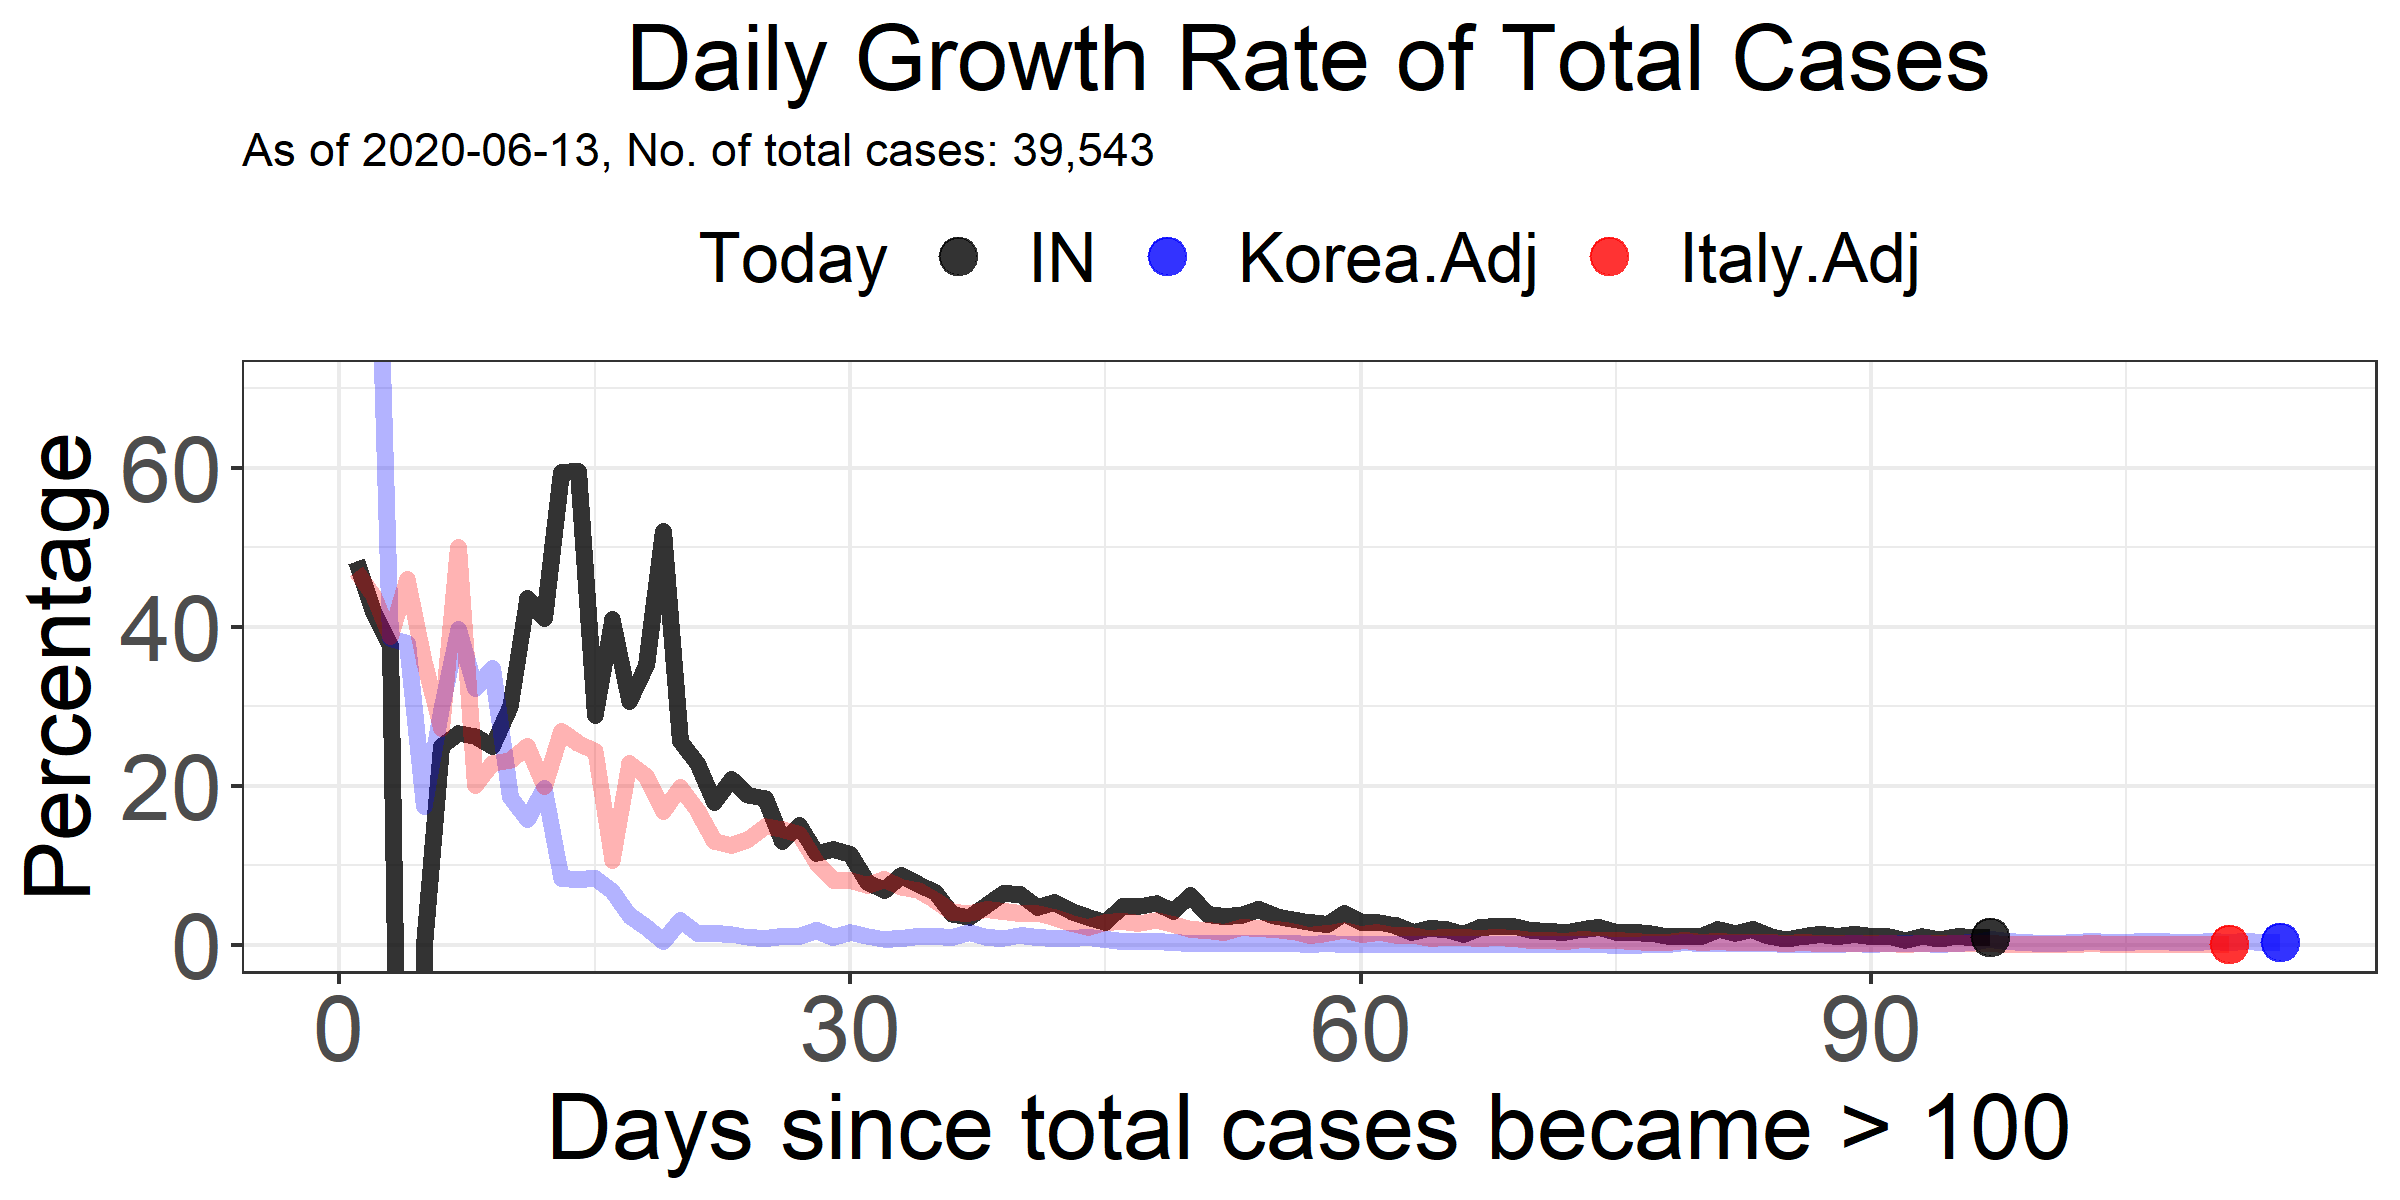 Daily Growth Rate of Total Cases
As of 2020-06-13, No. of total cases: 39,543
Today IN Korea.Adj Italy.Adj
Percentage
60
40
20
0
0 30 60 90
Days since total cases became > 100